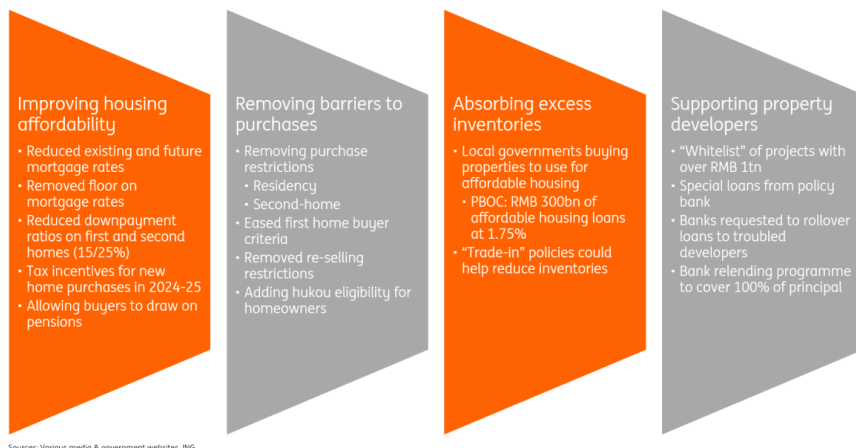 Improving housing
affordability
• Reduced existing and future
mortgage rates
• Removed floor on
mortgage rates
• Reduced downpayment
ratios on first and second
homes (15/25%)
• Tax incentives for new
home purchases in 2024-25
• Allowing buyers to draw on
pensions
Removing barriers to
purchases
• Removing purchase
restrictions
• Residency
• Second-home
• Eased first home buyer
criteria
• Removed re-selling
restrictions
• Adding hukou eligibility for
homeowners
Absorbing excess
inventories
• Local governments buying
properties to use for
affordable housing
• PBOC: RMB 300bn of
affordable housing loans
at 1.75%
• “Trade-in” policies could
help reduce inventories
Supporting property
developers
• “Whitelist” of projects with
over RMB 1tn
• Special loans from policy
bank
• Banks requested to rollover
loans to troubled
developers
• Bank relending programme
to cover 100% of principal
Sources: Various media & government websites, ING